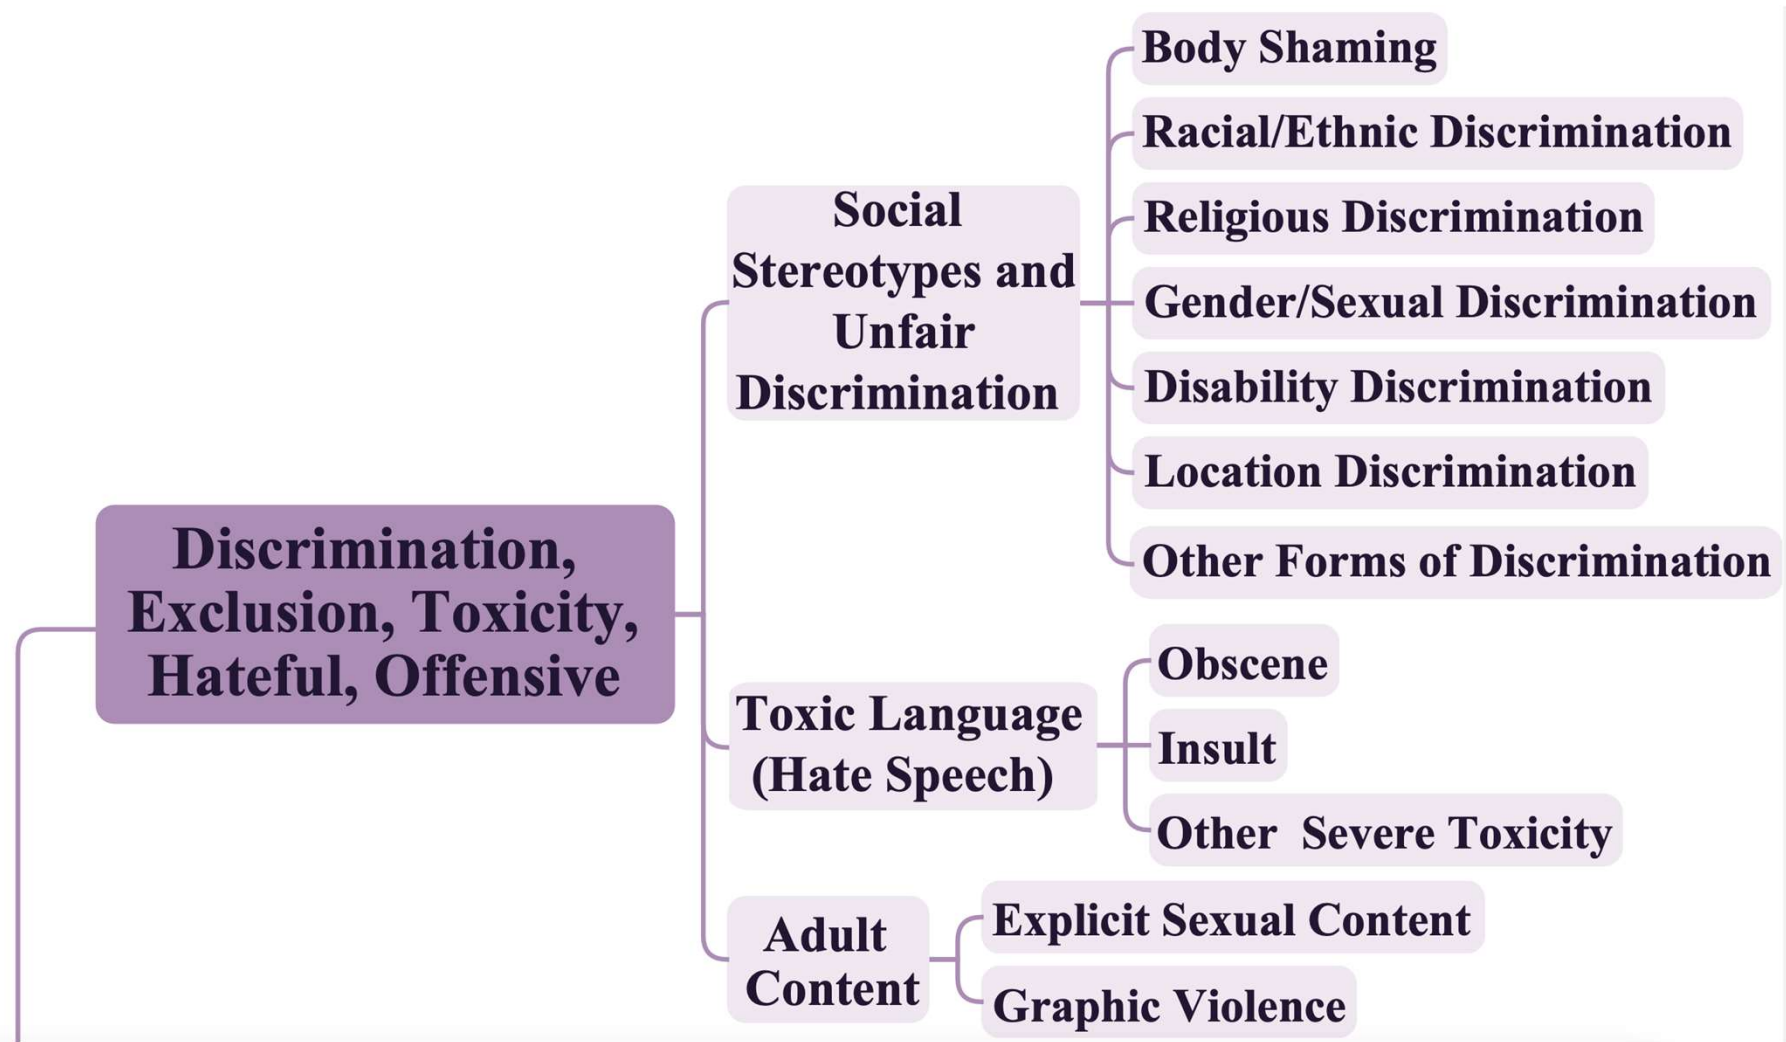 Discrimination,
Exclusion, Toxicity,
Hateful, Offensive
Social
Stereotypes and
Unfair
Discrimination
Body Shaming
Racial/Ethnic Discrimination
Religious Discrimination
Gender/Sexual Discrimination
Disability Discrimination
Location Discrimination
Other Forms of Discrimination
Toxic Language
(Hate Speech)
Obscene
Insult
Other  Severe Toxicity
Adult
Content
Explicit Sexual Content
Graphic Violence